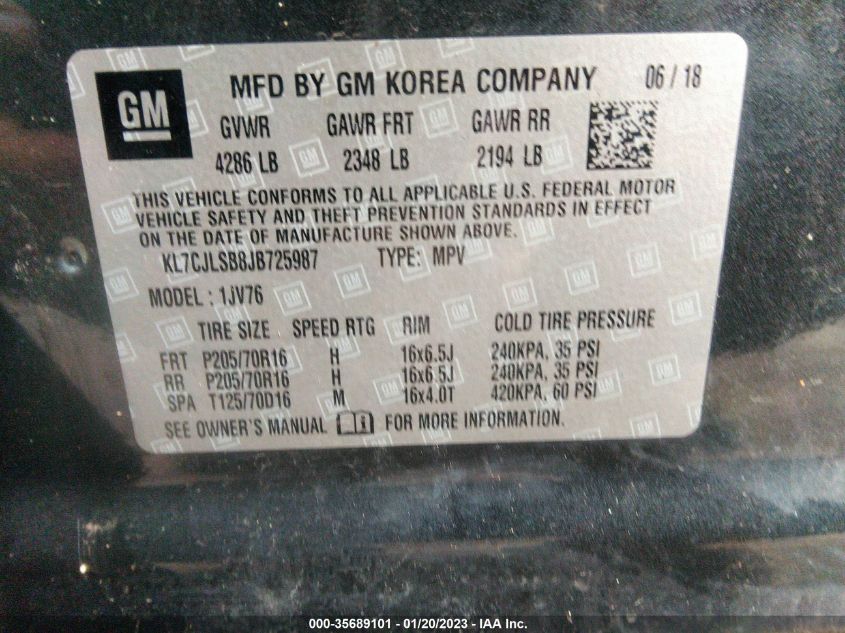 GM
MFD BY GM KOREA COMPANY 06 / 18
GVWR GAWR FRT GAWR RR
4286 LB 2348 LB 2194 LB
THIS VEHICLE CONFORMS TO ALL APPLICABLE U.S. FEDERAL MOTOR
VEHICLE SAFETY AND THEFT PREVENTION STANDARDS IN EFFECT
ON THE DATE OF MANUFACTURE SHOWN ABOVE.
KL7CJLSB8JB725987 TYPE: MPV
MODEL : 1JV76
TIRE SIZE SPEED RTG RIM COLD TIRE PRESSURE
FRT P205/70R16 H 16x6.5J 240KPA, 35 PSI
RR P205/70R16 H 16x6.5J 240KPA, 35 PSI
SPA T125/70D16 M 16x4.0T 420KPA, 60 PSI
SEE OWNER'S MANUAL FOR MORE INFORMATION.
000-35689101 - 01/20/2023 - IAA Inc.